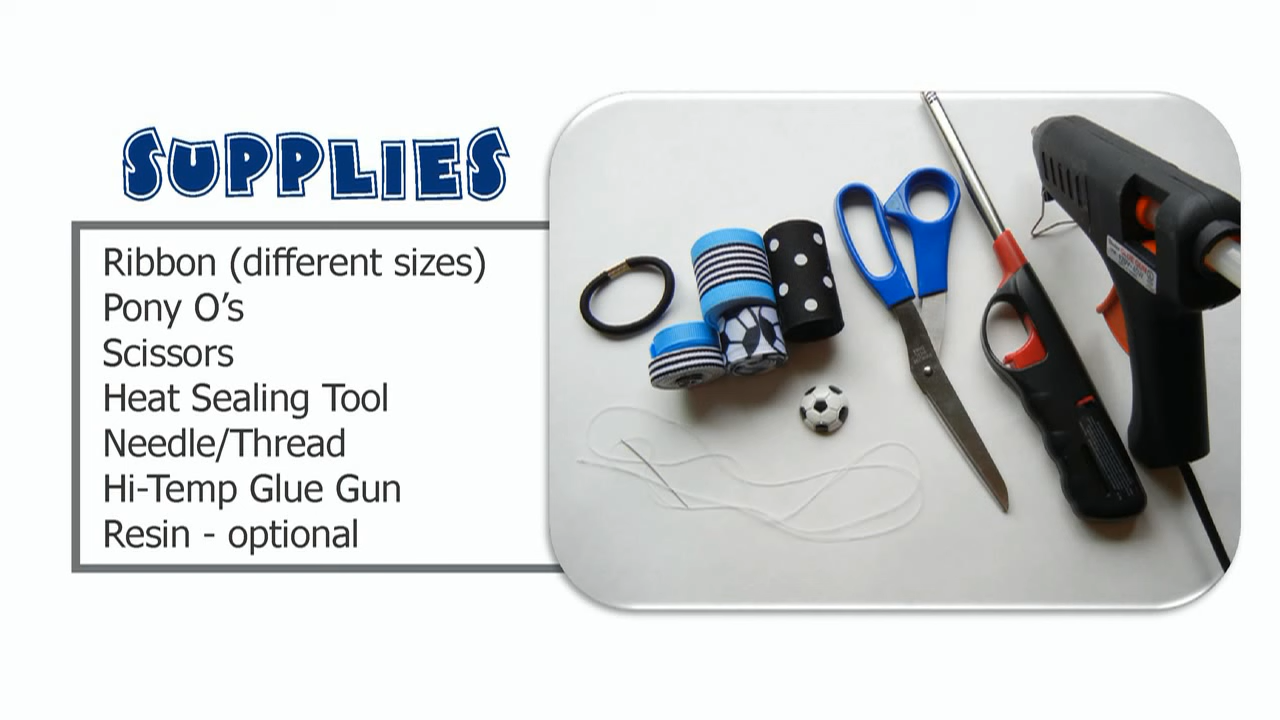 SUPPLIES
Ribbon (different sizes)
Pony O's
Scissors
Heat Sealing Tool
Needle/Thread
Hi-Temp Glue Gun
Resin - optional